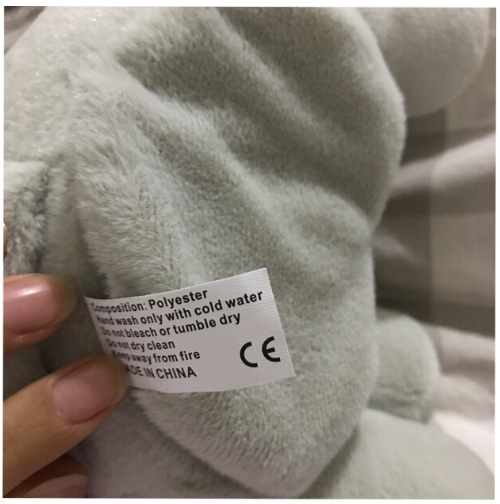 Composition: Polyester
Hand wash only with cold water
Do not bleach or tumble dry
Do not dry clean
Keep away from fire
MADE IN CHINA
CE